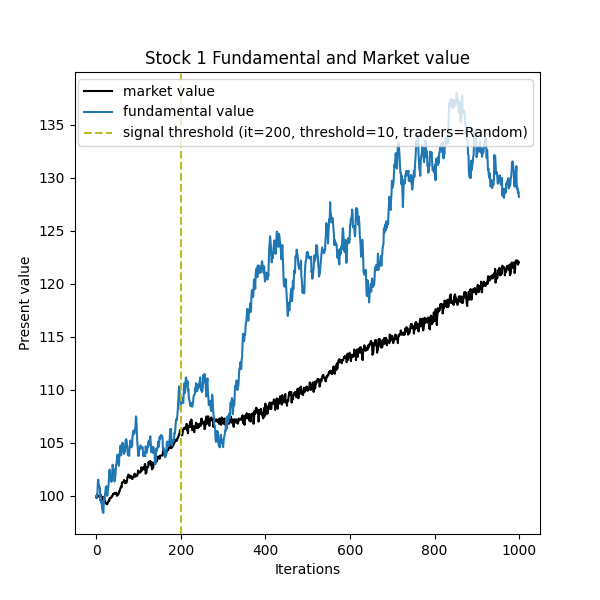 Stock 1 Fundamental and Market value
market value
fundamental value
signal threshold (it=200, threshold=10, traders=Random)
135
130
125
120
115
110
105
100
Present value
0 200 400 600 800 1000
Iterations